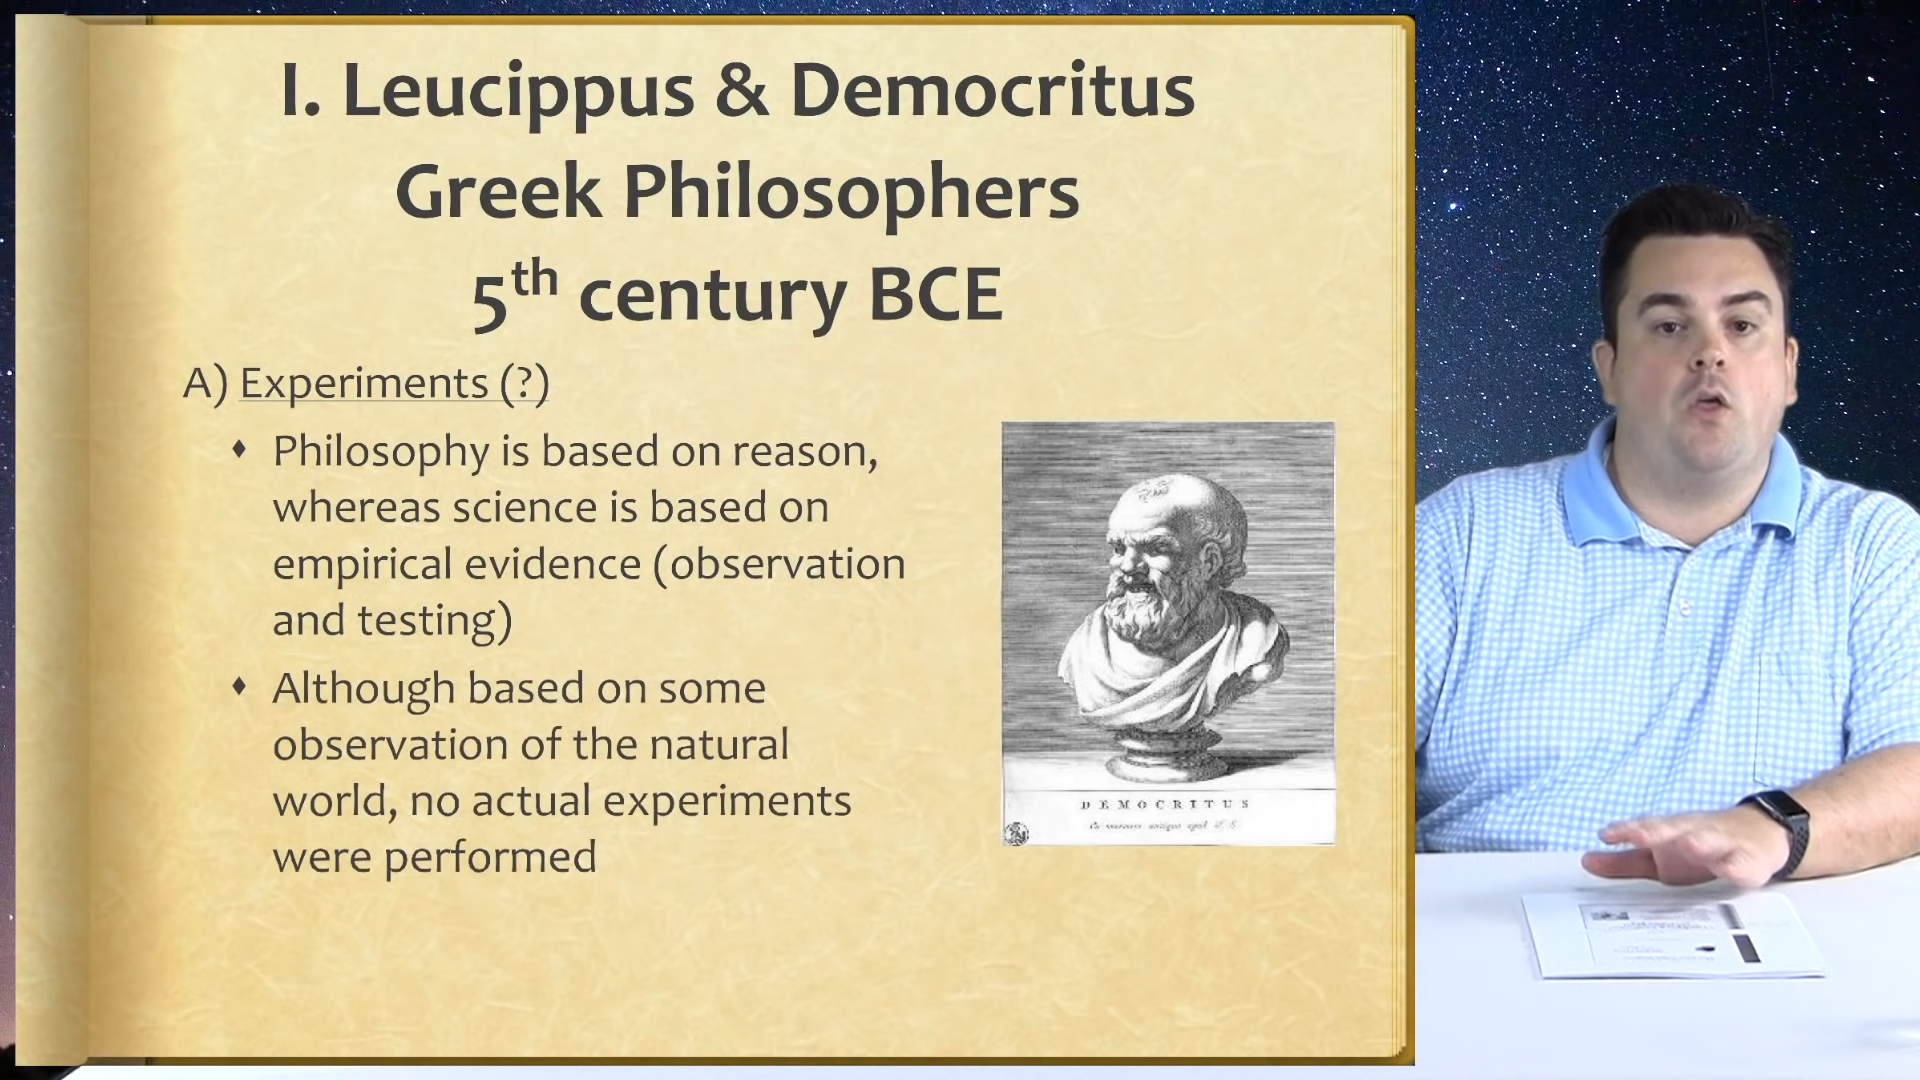 I. Leucippus & Democritus
Greek Philosophers
5th century BCE
A) Experiments (?)
♦ Philosophy is based on reason,
whereas science is based on
empirical evidence (observation
and testing)
♦ Although based on some
observation of the natural
world, no actual experiments
were performed
DEMOCRITUS